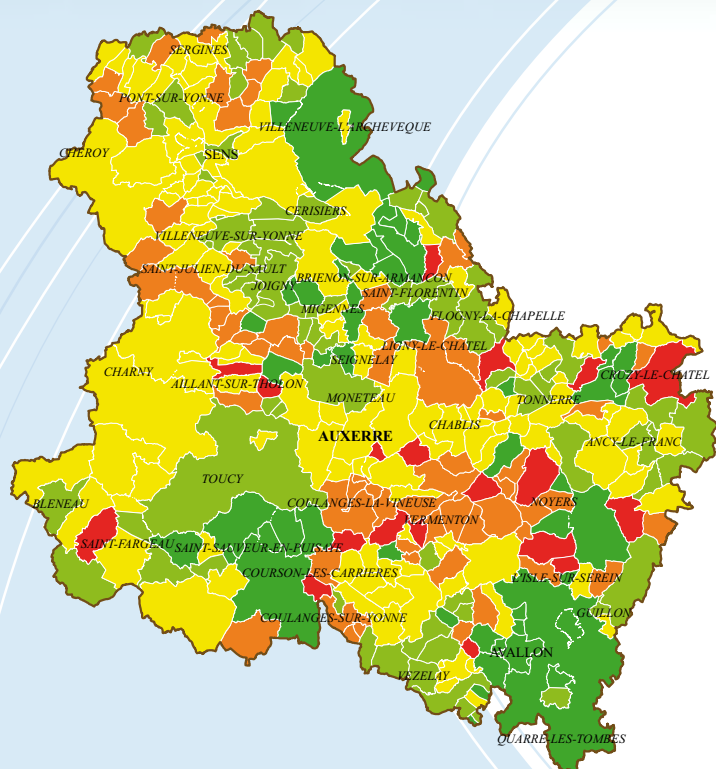 SERGINES
PONT-SUR-YONNE
VILLENEUVE-L'ARCHEVEQUE
CHEROY
SENS
CERISIERS
VILLENEUVE-SUR-YONNE
SAINT-JULIEN-DU-SAULT
BRIENON-SUR-ARMANCON
JOIGNY
SAINT-FLORENTIN
MIGENNES
FLOGNY-LA-CHAPELLE
LIGNY-LE-CHATEL
SEIGNELAY
CHARNY
CRUZY-LE-CHATEL
AILLANT-SUR-THOLON
MONETEAU
TONNERRE
CHABLIS
AUXERRE
ANCY-LE-FRANC
TOUCY
BLENEAU
COULANGES-LA-VINEUSE
NOYERS
VERMENTON
SAINT-FARGEAU
SAINT-SAUVEUR-EN-PUISAYE
COURSON-LES-CARRIERES
L'ISLE-SUR-SEREIN
GUILLON
COULANGES-SUR-YONNE
AVALLON
VEZELAY
QUARRE-LES-TOMBES